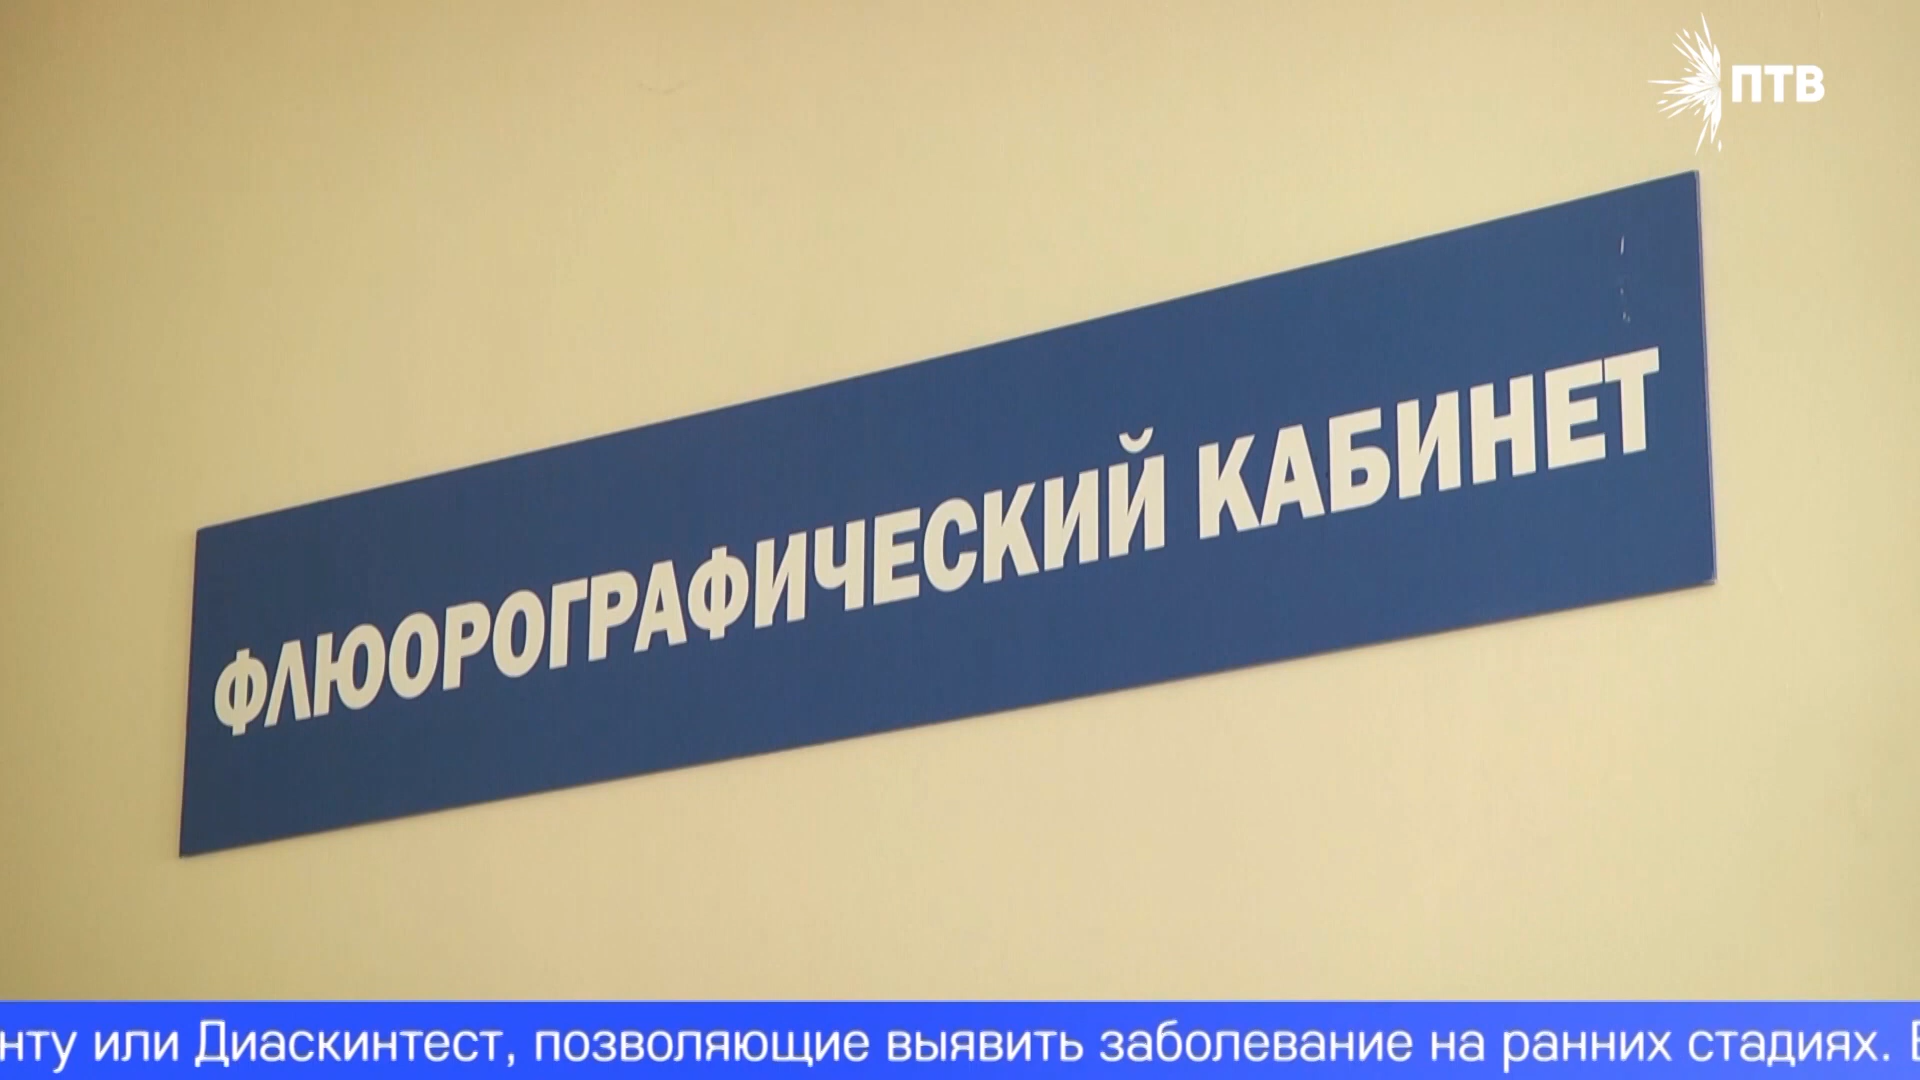 ПТВ
ФЛЮОРОГРАФИЧЕСКИЙ КАБИНЕТ
нту или Диаскинтест, позволяющие выявить заболевание на ранних стадиях. В